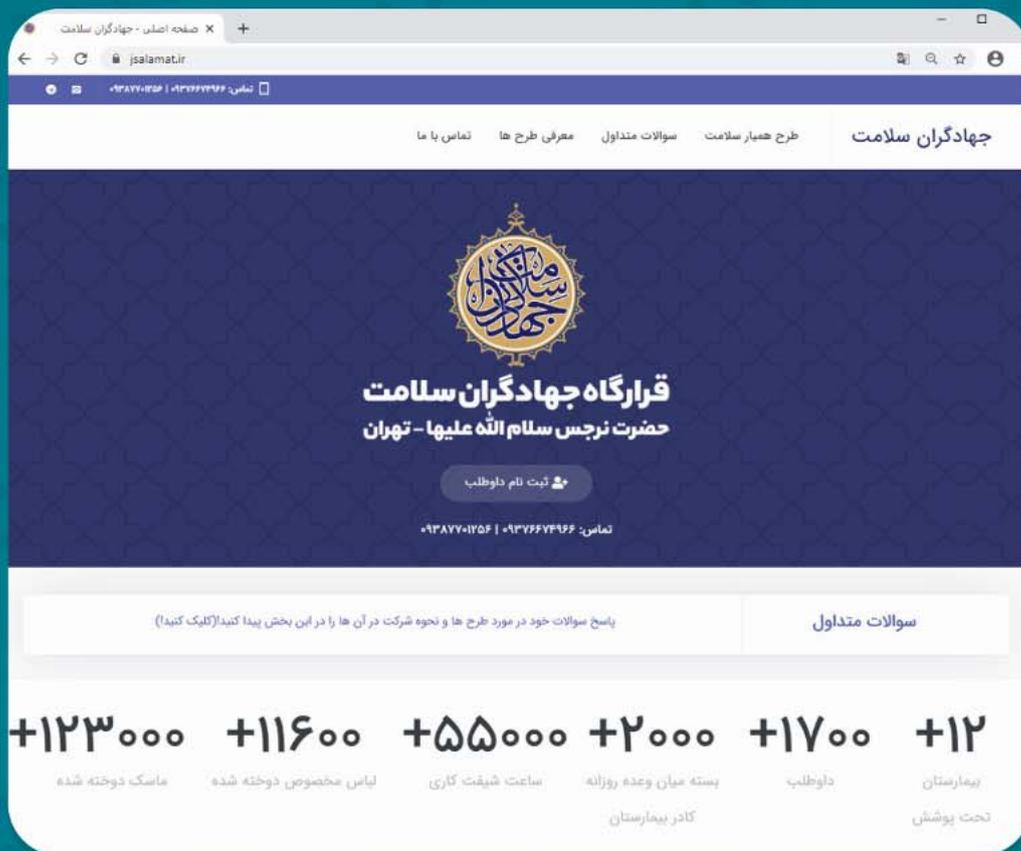 صفحه اصلی - جهادگران سلامت
jsalamat.ir
تماس: ۰۹۳۷۶۶۷۴۹۶۶ | ۰۹۳۸۷۷۰۱۲۵۶
جهادگران سلامت
طرح همیار سلامت سوالات متداول معرفی طرح ها تماس با ما
جهادگران سلامت
قرارگاه جهادگران سلامت
حضرت نرجس سلام الله علیها - تهران
ثبت نام داوطلب
تماس: ۰۹۳۷۶۶۷۴۹۶۶ | ۰۹۳۸۷۷۰۱۲۵۶
سوالات متداول
پاسخ سوالات خود در مورد طرح ها و نحوه شرکت در آن ها را در این بخش پیدا کنید!(کلیک کنید!)
+۱۲ +۱۷۰۰ +۲۰۰۰ +۵۵۰۰۰ +۱۱۶۰۰ +۱۲۳۰۰۰
بیمارستان داوطلب بسته میان وعده روزانه ساعت شیفت کاری لباس مخصوص دوخته شده ماسک دوخته شده
تحت پوشش کادر بیمارستان